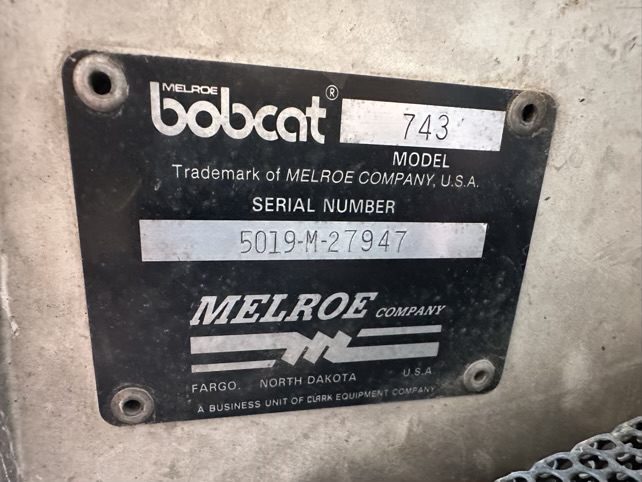 MELROE
bobcat® 743
MODEL
Trademark of MELROE COMPANY, U.S.A.
SERIAL NUMBER
5019-M-27947
MELROE COMPANY
FARGO. NORTH DAKOTA U.S.A
A BUSINESS UNIT OF CLARK EQUIPMENT COMPANY